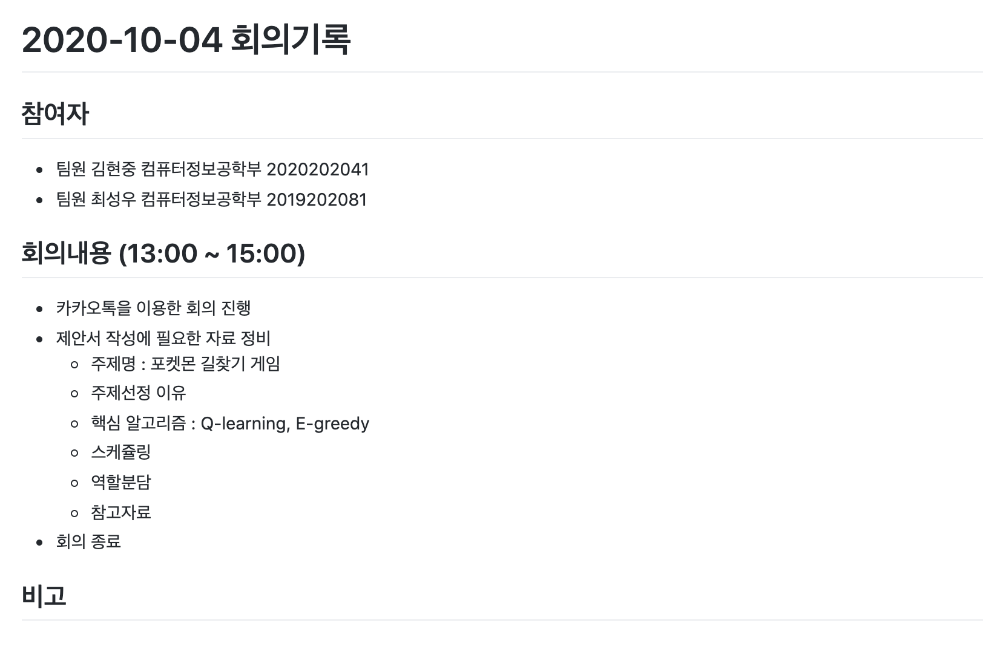 2020-10-04 회의기록
참여자
팀원 김현중 컴퓨터정보공학부 2020202041
팀원 최성우 컴퓨터정보공학부 2019202081
회의내용 (13:00 ~ 15:00)
카카오톡을 이용한 회의 진행
제안서 작성에 필요한 자료 정비
주제명 : 포켓몬 길찾기 게임
주제선정 이유
핵심 알고리즘 : Q-learning, E-greedy
스케쥴링
역할분담
참고자료
회의 종료
비고